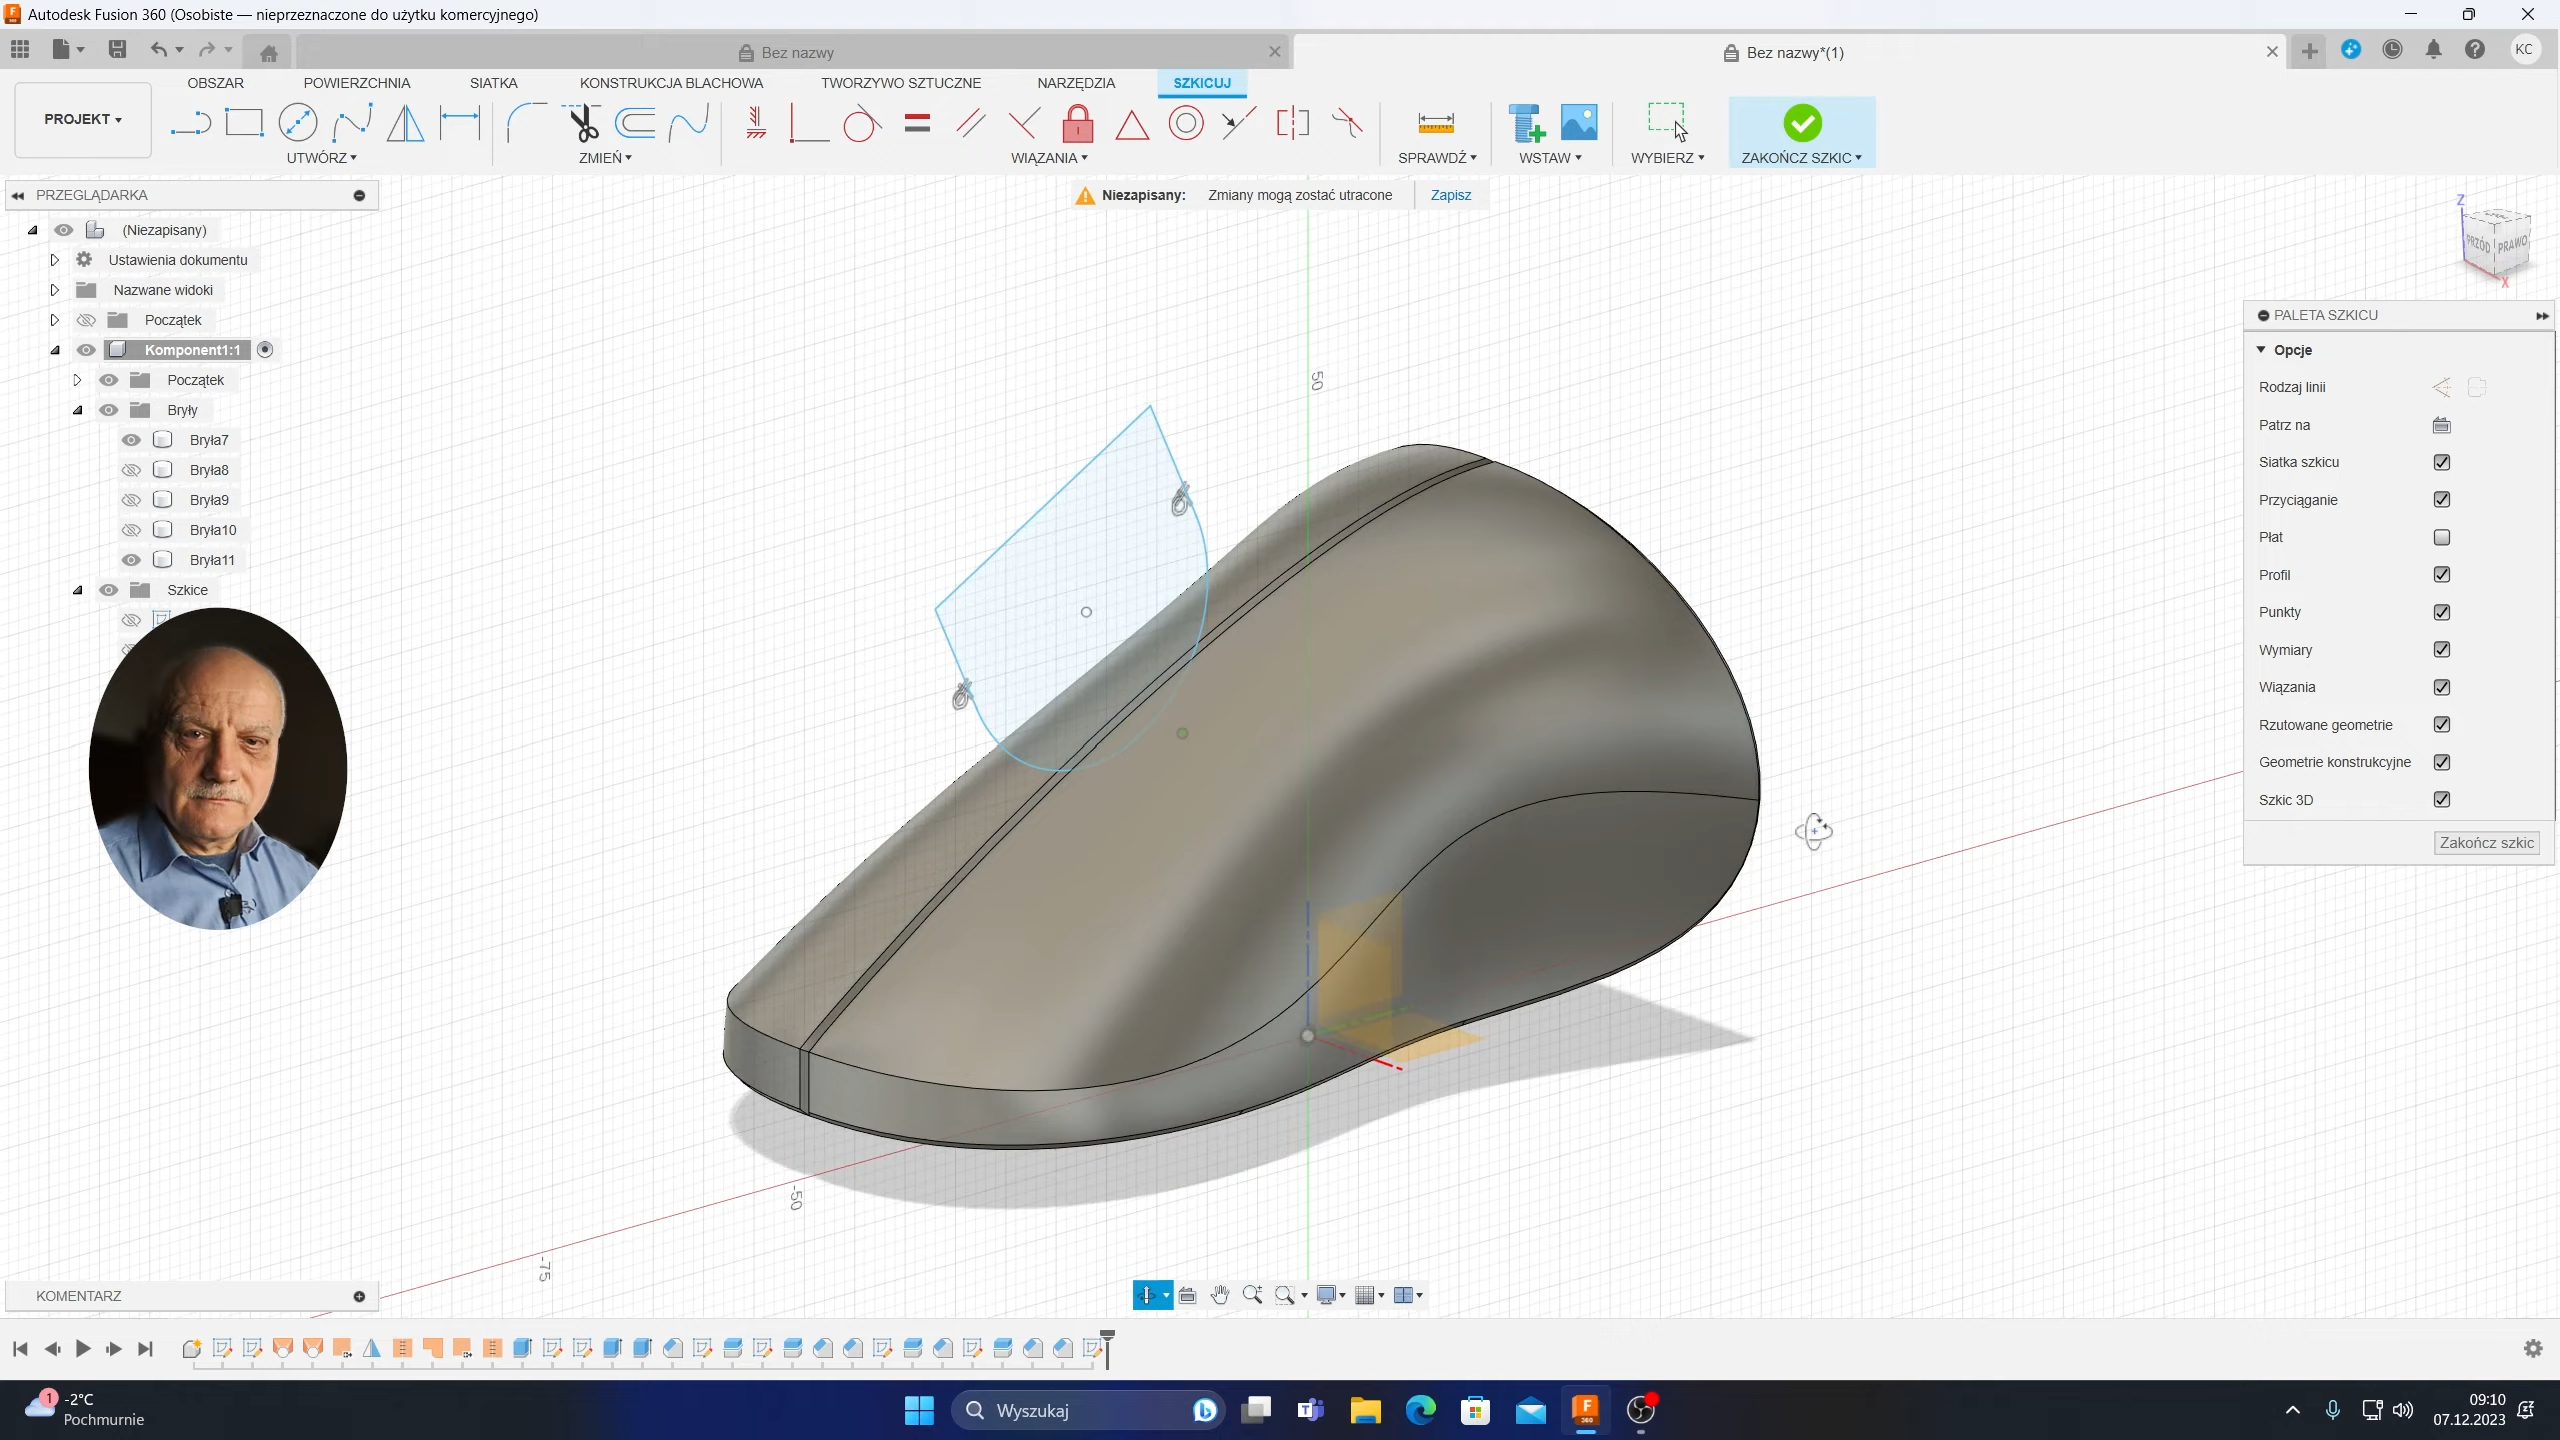 Autodesk Fusion 360 (Osobiste — nieprzeznaczone do użytku komercyjnego)
Bez nazwy
Bez nazwy*(1)
KC
OBSZAR
POWIERZCHNIA
SIATKA
KONSTRUKCJA BLACHOWA
TWORZYWO SZTUCZNE
NARZĘDZIA
SZKICUJ
PROJEKT
UTWÓRZ
ZMIEŃ
WIĄZANIA
SPRAWDŹ
WSTAW
WYBIERZ
ZAKOŃCZ SZKIC
PRZEGLĄDARKA
Niezapisany: Zmiany mogą zostać utracone Zapisz
(Niezapisany)
Ustawienia dokumentu
Nazwane widoki
Początek
Komponent1:1
Początek
Bryły
Bryła7
Bryła8
Bryła9
Bryła10
Bryła11
Szkice
Z
PRZÓD
PRAWO
X
50
-50
-75
PALETA SZKICU
Opcje
Rodzaj linii
Patrz na
Siatka szkicu
Przyciąganie
Płat
Profil
Punkty
Wymiary
Wiązania
Rzutowane geometrie
Geometrie konstrukcyjne
Szkic 3D
Zakończ szkic
KOMENTARZ
1
-2°C
Pochmurnie
Wyszukaj
F
360
09:10
07.12.2023